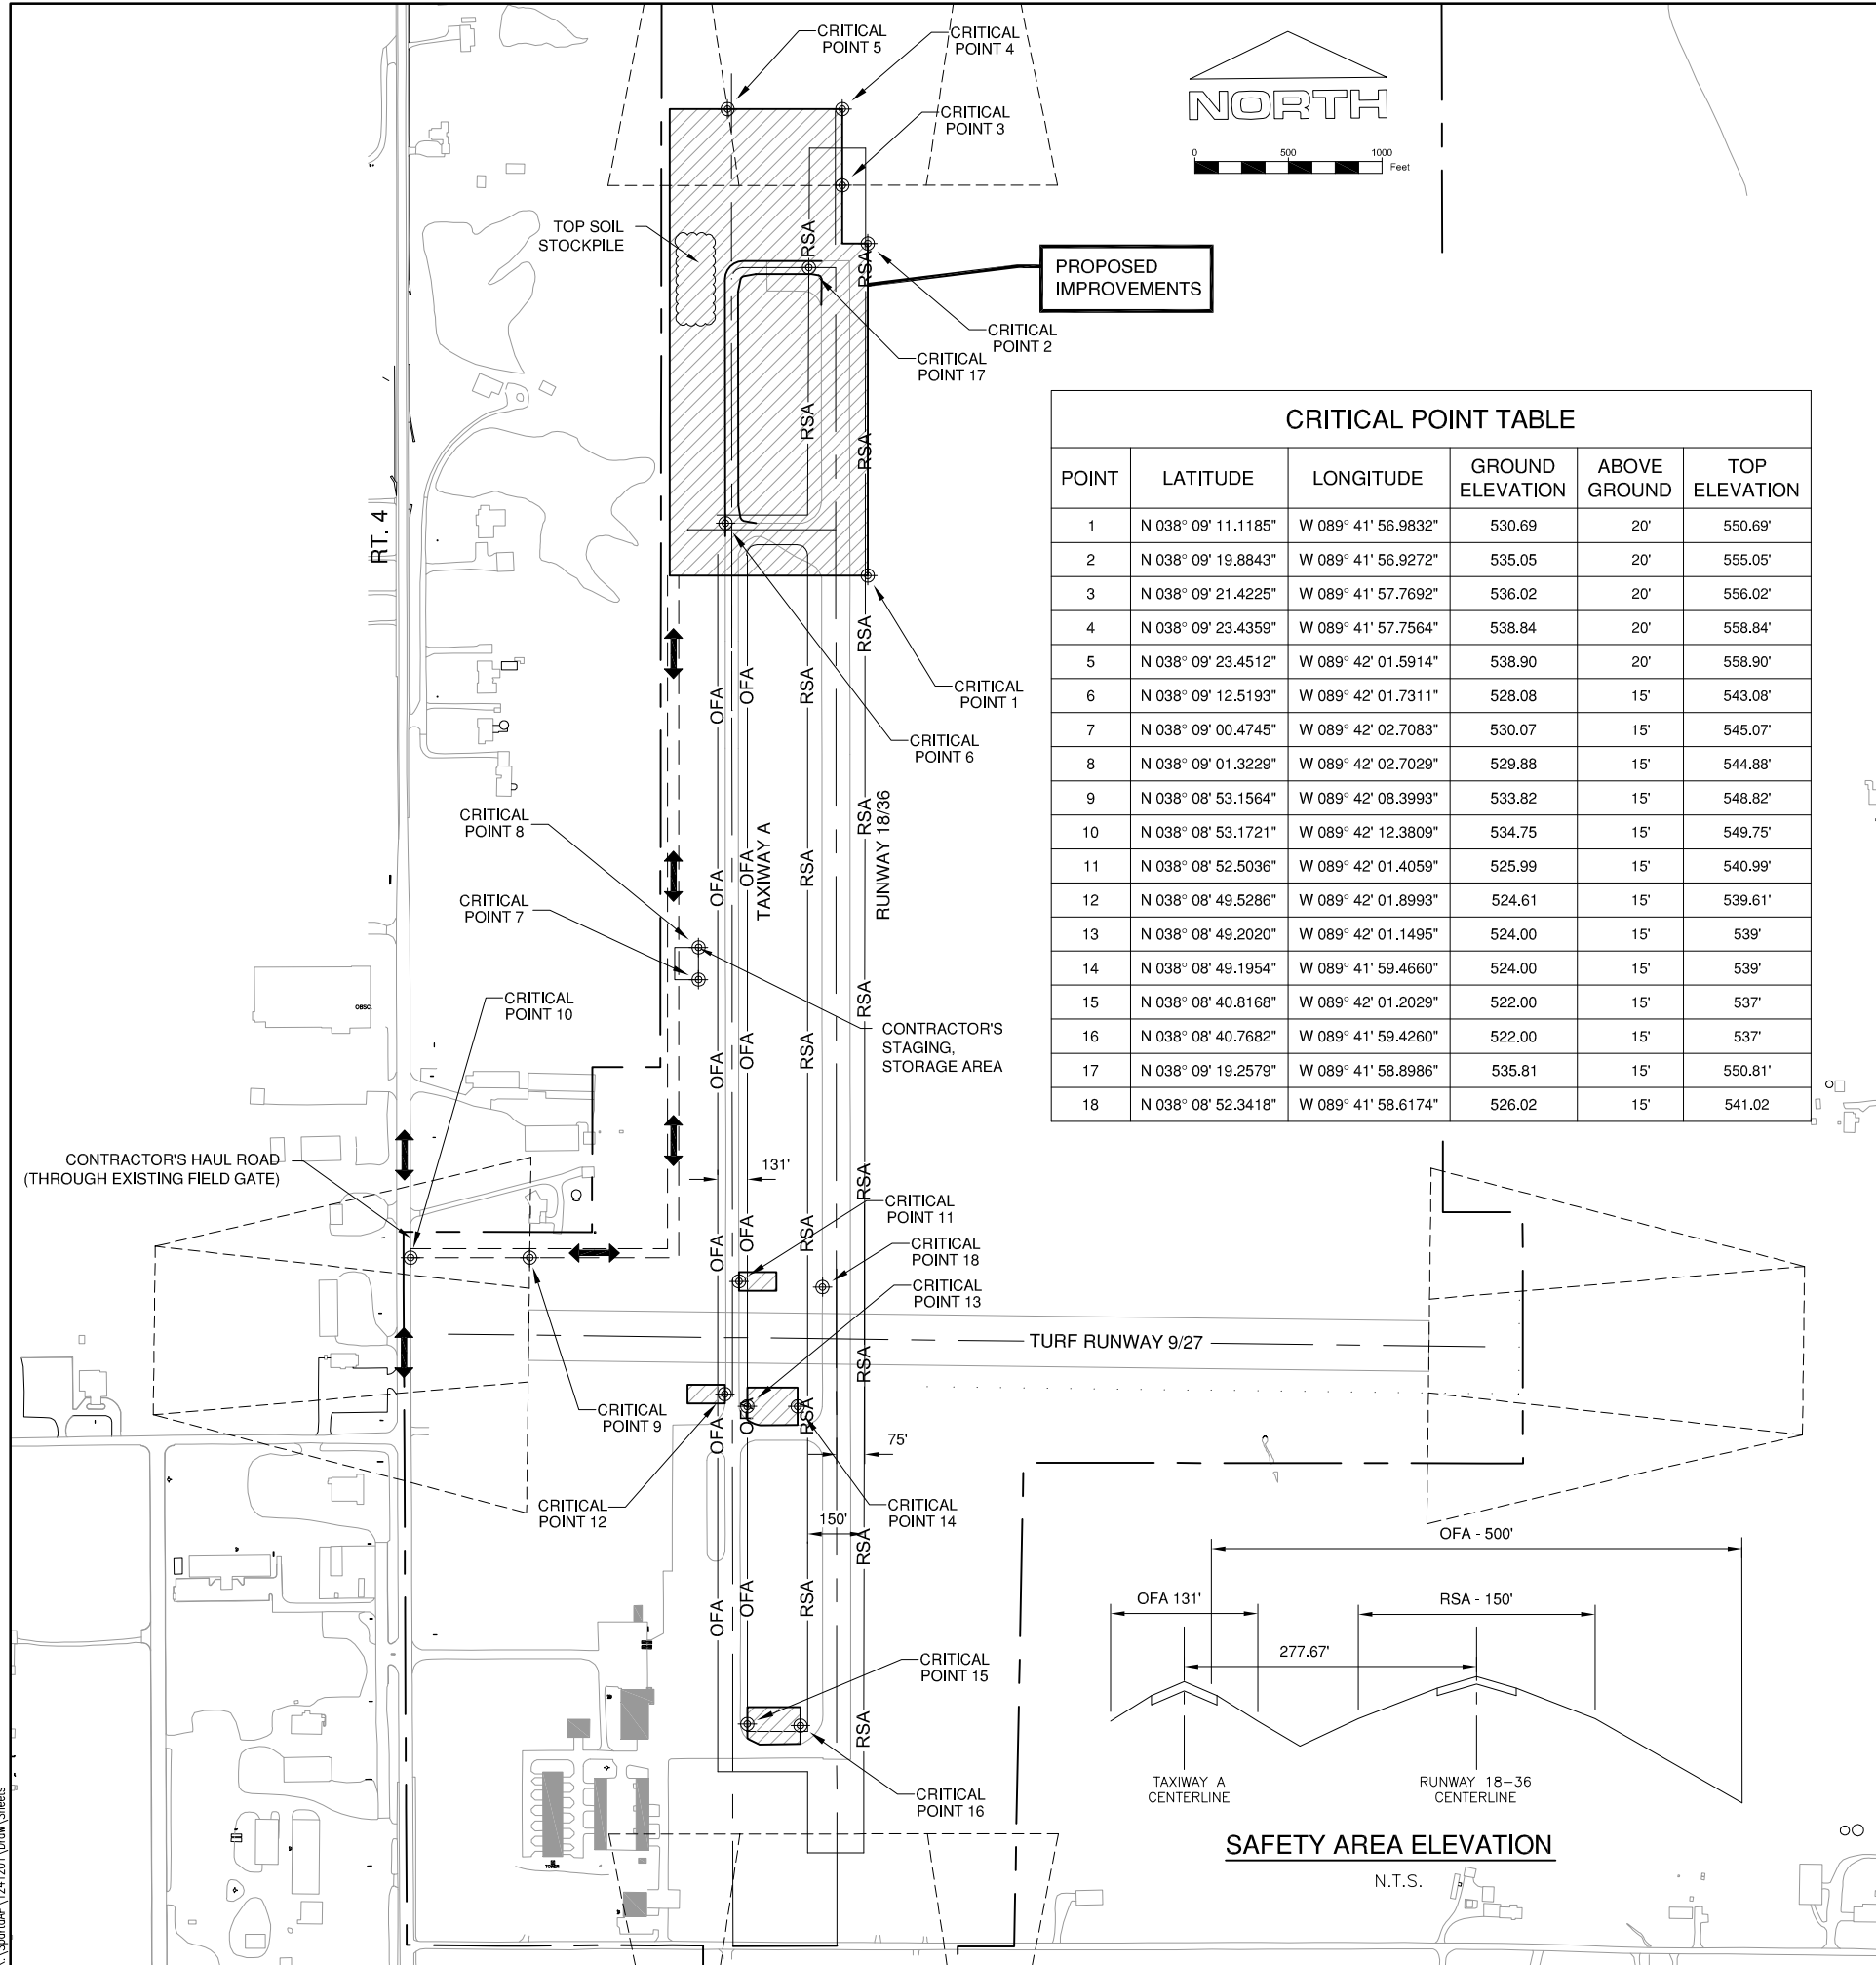 CRITICAL
POINT 5
CRITICAL
POINT 4
CRITICAL
POINT 3
NORTH
0 500 1000
Feet
TOP SOIL
STOCKPILE
RSA
RSA
PROPOSED
IMPROVEMENTS
CRITICAL
POINT 2
CRITICAL
POINT 17
RT. 4
RSA
RSA
CRITICAL POINT TABLE
POINT LATITUDE LONGITUDE GROUND ELEVATION ABOVE GROUND TOP ELEVATION
1 N 038° 09' 11.1185" W 089° 41' 56.9832" 530.69 20' 550.69'
2 N 038° 09' 19.8843" W 089° 41' 56.9272" 535.05 20' 555.05'
3 N 038° 09' 21.4225" W 089° 41' 57.7692" 536.02 20' 556.02'
4 N 038° 09' 23.4359" W 089° 41' 57.7564" 538.84 20' 558.84'
5 N 038° 09' 23.4512" W 089° 42' 01.5914" 538.90 20' 558.90'
6 N 038° 09' 12.5193" W 089° 42' 01.7311" 528.08 15' 543.08'
7 N 038° 09' 00.4745" W 089° 42' 02.7083" 530.07 15' 545.07'
8 N 038° 09' 01.3229" W 089° 42' 02.7029" 529.88 15' 544.88'
9 N 038° 08' 53.1564" W 089° 42' 08.3993" 533.82 15' 548.82'
10 N 038° 08' 53.1721" W 089° 42' 12.3809" 534.75 15' 549.75'
11 N 038° 08' 52.5036" W 089° 42' 01.4059" 525.99 15' 540.99'
12 N 038° 08' 49.5286" W 089° 42' 01.8993" 524.61 15' 539.61'
13 N 038° 08' 49.2020" W 089° 42' 01.1495" 524.00 15' 539'
14 N 038° 08' 49.1954" W 089° 41' 59.4660" 524.00 15' 539'
15 N 038° 08' 40.8168" W 089° 42' 01.2029" 522.00 15' 537'
16 N 038° 08' 40.7682" W 089° 41' 59.4260" 522.00 15' 537'
17 N 038° 09' 19.2579" W 089° 41' 58.8986" 535.81 15' 550.81'
18 N 038° 08' 52.3418" W 089° 41' 58.6174" 526.02 15' 541.02
RSA
OFA
OFA
RSA
CRITICAL
POINT 1
CRITICAL
POINT 6
CRITICAL
POINT 8
CRITICAL
POINT 7
OFA
OFA
TAXIWAY A
RSA
RSA
RUNWAY 18/36
OBSC.
CRITICAL
POINT 10
RSA
CONTRACTOR'S
STAGING,
STORAGE AREA
OFA
OFA
RSA
CONTRACTOR'S HAUL ROAD
(THROUGH EXISTING FIELD GATE)
131'
RSA
CRITICAL
POINT 11
OFA
OFA
RSA
CRITICAL
POINT 18
CRITICAL
POINT 13
TURF RUNWAY 9/27
RSA
CRITICAL
POINT 9
OFA
OFA
RSA
75'
CRITICAL
POINT 12
150'
CRITICAL
POINT 14
RSA
OFA
OFA
RSA
CRITICAL
POINT 15
RSA
CRITICAL
POINT 16
TOWER
OFA - 500'
OFA 131'
RSA - 150'
277.67'
TAXIWAY A
CENTERLINE
RUNWAY 18-36
CENTERLINE
SAFETY AREA ELEVATION
N.T.S.